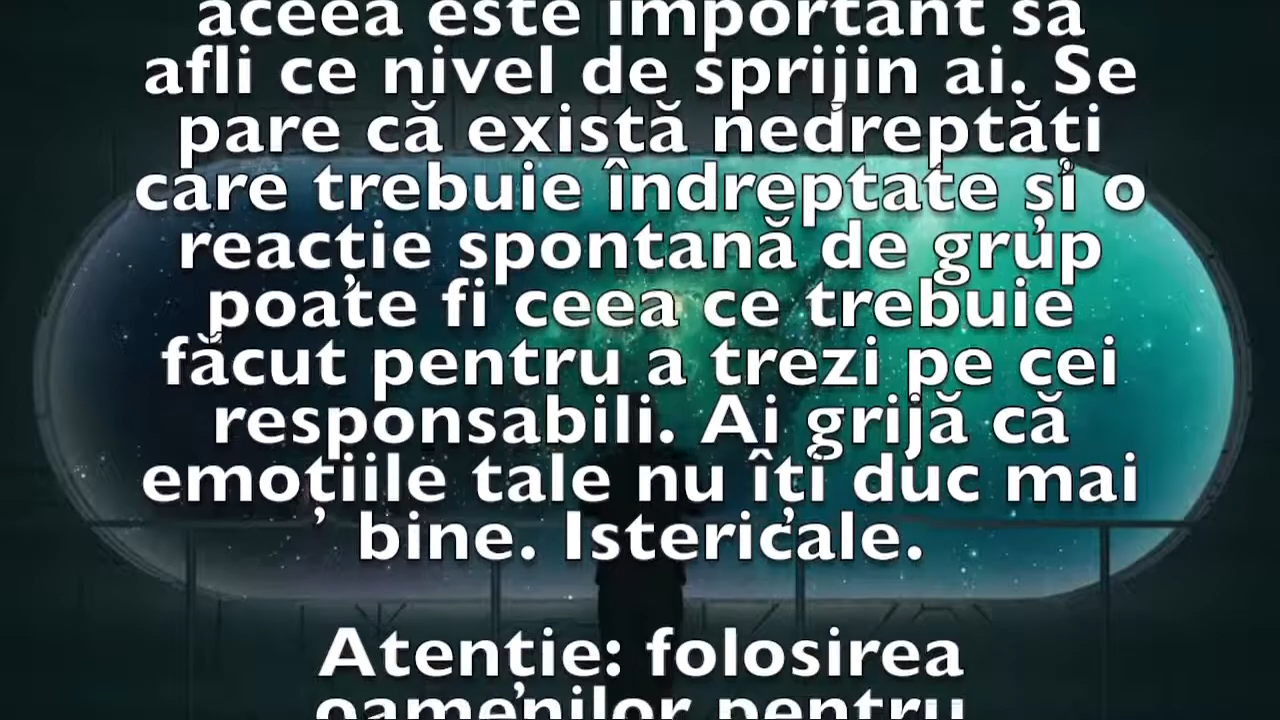 aceea este important să
afli ce nivel de sprijin ai. Se
pare că există nedreptăți
care trebuie îndreptate și o
reacție spontană de grup
poate fi ceea ce trebuie
făcut pentru a trezi pe cei
responsabili. Ai grijă că
emoțiile tale nu îți duc mai
bine. Istericale.
Atenție: folosirea
oamenilor pentru